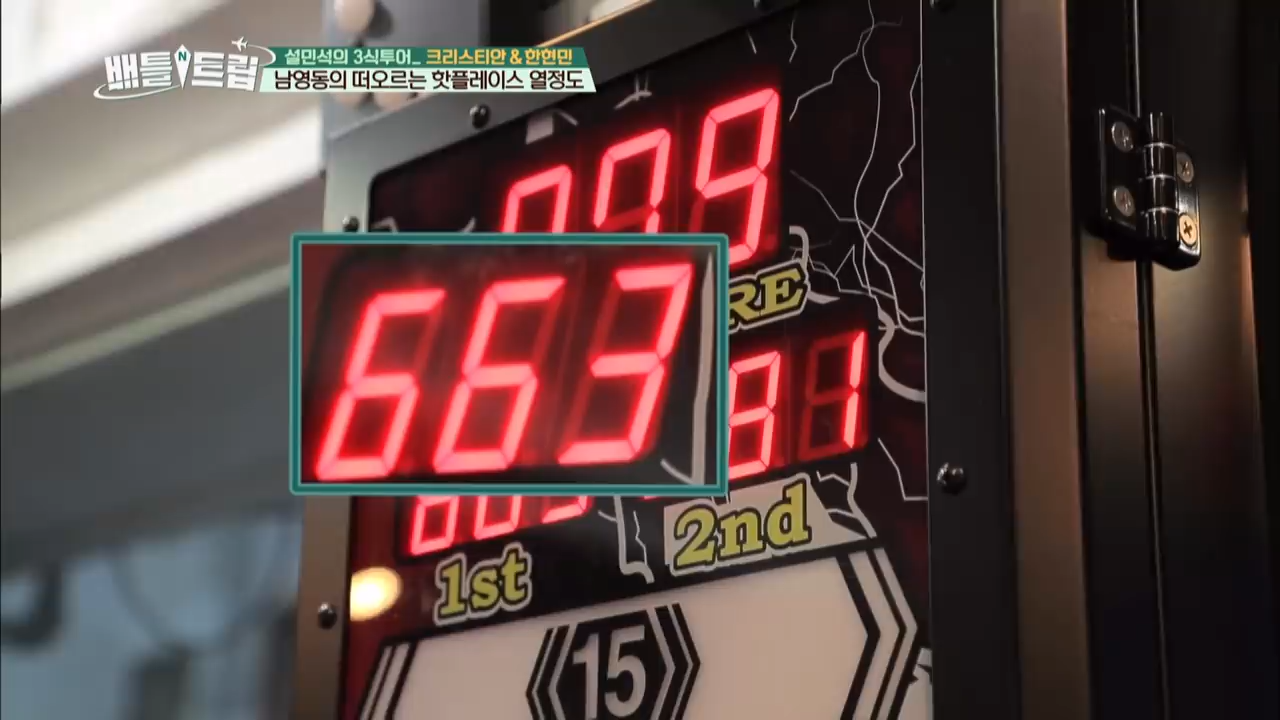 배틀트립
설민석의 3식투어_ 크리스티안 & 한현민
남영동의 떠오르는 핫플레이스 열정도
079
RE
663
31
1st
2nd
15